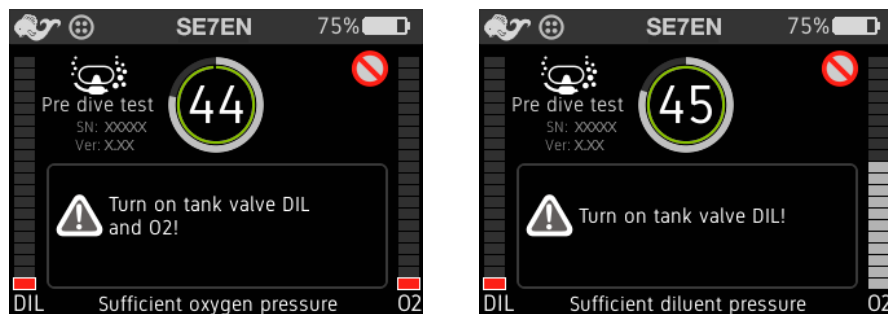 SE7EN 75%
Pre dive test
SN: XXXXX
Ver: X.XX
44
Turn on tank valve DIL
and O2!
DIL Sufficient oxygen pressure O2
SE7EN 75%
Pre dive test
SN: XXXXX
Ver: X.XX
45
Turn on tank valve DIL!
DIL Sufficient diluent pressure O2